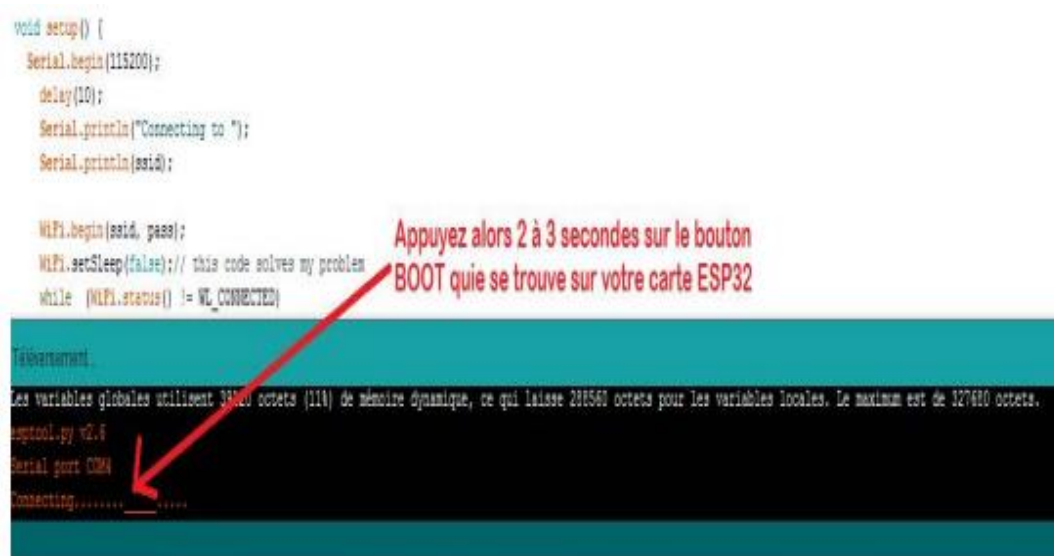 void setup() {
Serial.begin(115200);
delay(10);
Serial.println("Connecting to ");
Serial.println(ssid);
WiFi.begin(ssid, pass);
WiFi.setSleep(false);// this code solves my problem
while (WiFi.status() != WL_CONNECTED)
Appuyez alors 2 à 3 secondes sur le bouton
BOOT quie se trouve sur votre carte ESP32
Téléversement.
Les variables globales utilisent octets (11%) de mémoire dynamique, ce qui laisse 288560 octets pour les variables locales. Le maximum est de 327680 octets.
esptool.py v2.6
Serial port COM4
Connecting........_____.....